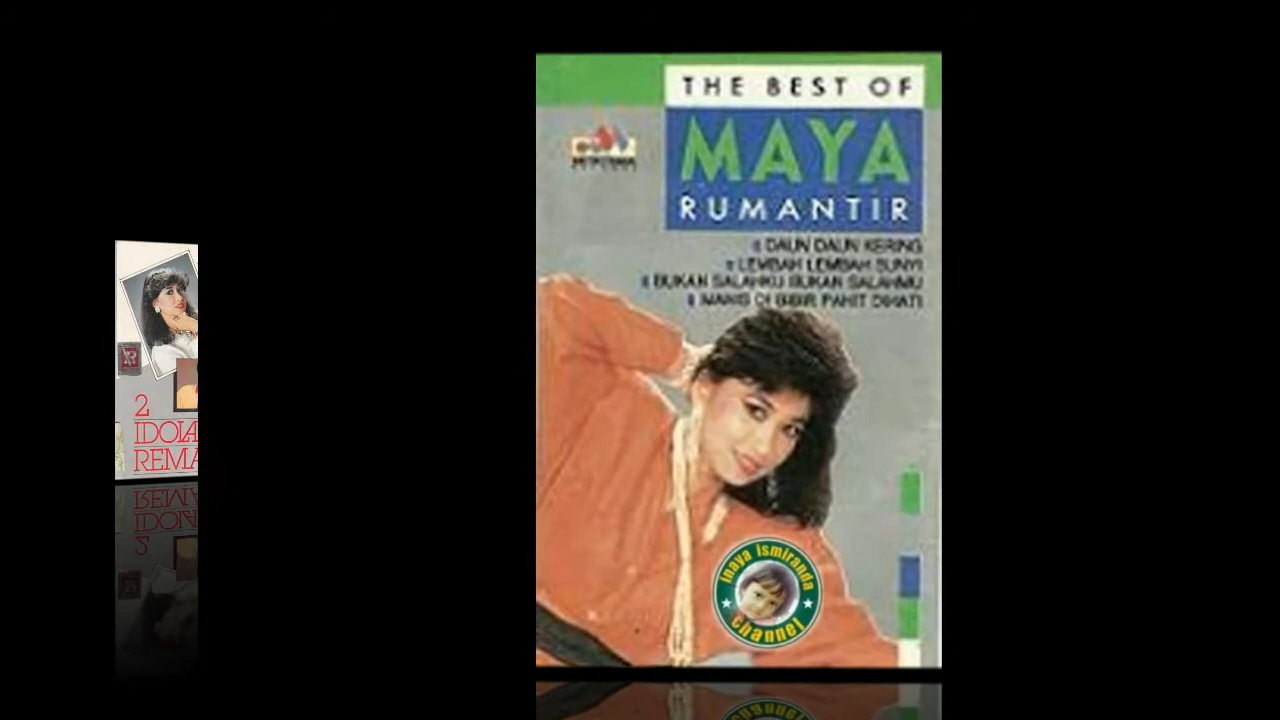 THE BEST OF
MAYA
RUMANTIR
DAUN DAUN KERING
LEMBAH LEMBAH SUNYI
BUKAN SALAHKU BUKAN SALAHMU
MANIS DI BIBIR PAHIT DIHATI
inaya ismiranda
channel
2
IDOLA
REMA